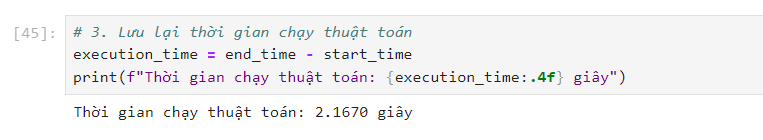 [45]: # 3. Lưu lại thời gian chạy thuật toán
execution_time = end_time - start_time
print(f"Thời gian chạy thuật toán: {execution_time:.4f} giây")
Thời gian chạy thuật toán: 2.1670 giây